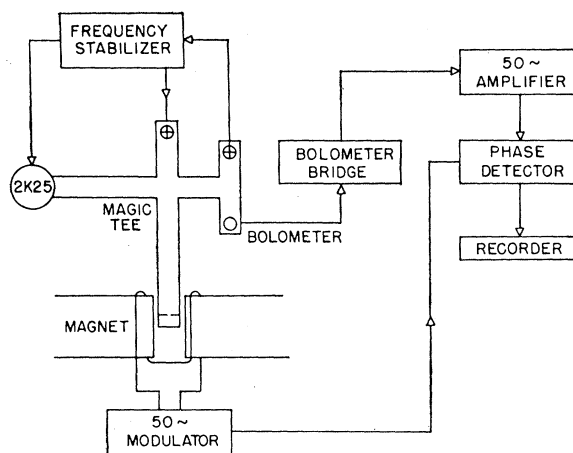 FREQUENCY
STABILIZER
50~
AMPLIFIER
BOLOMETER
BRIDGE
PHASE
DETECTOR
2K25
MAGIC
TEE
BOLOMETER
RECORDER
MAGNET
50~
MODULATOR